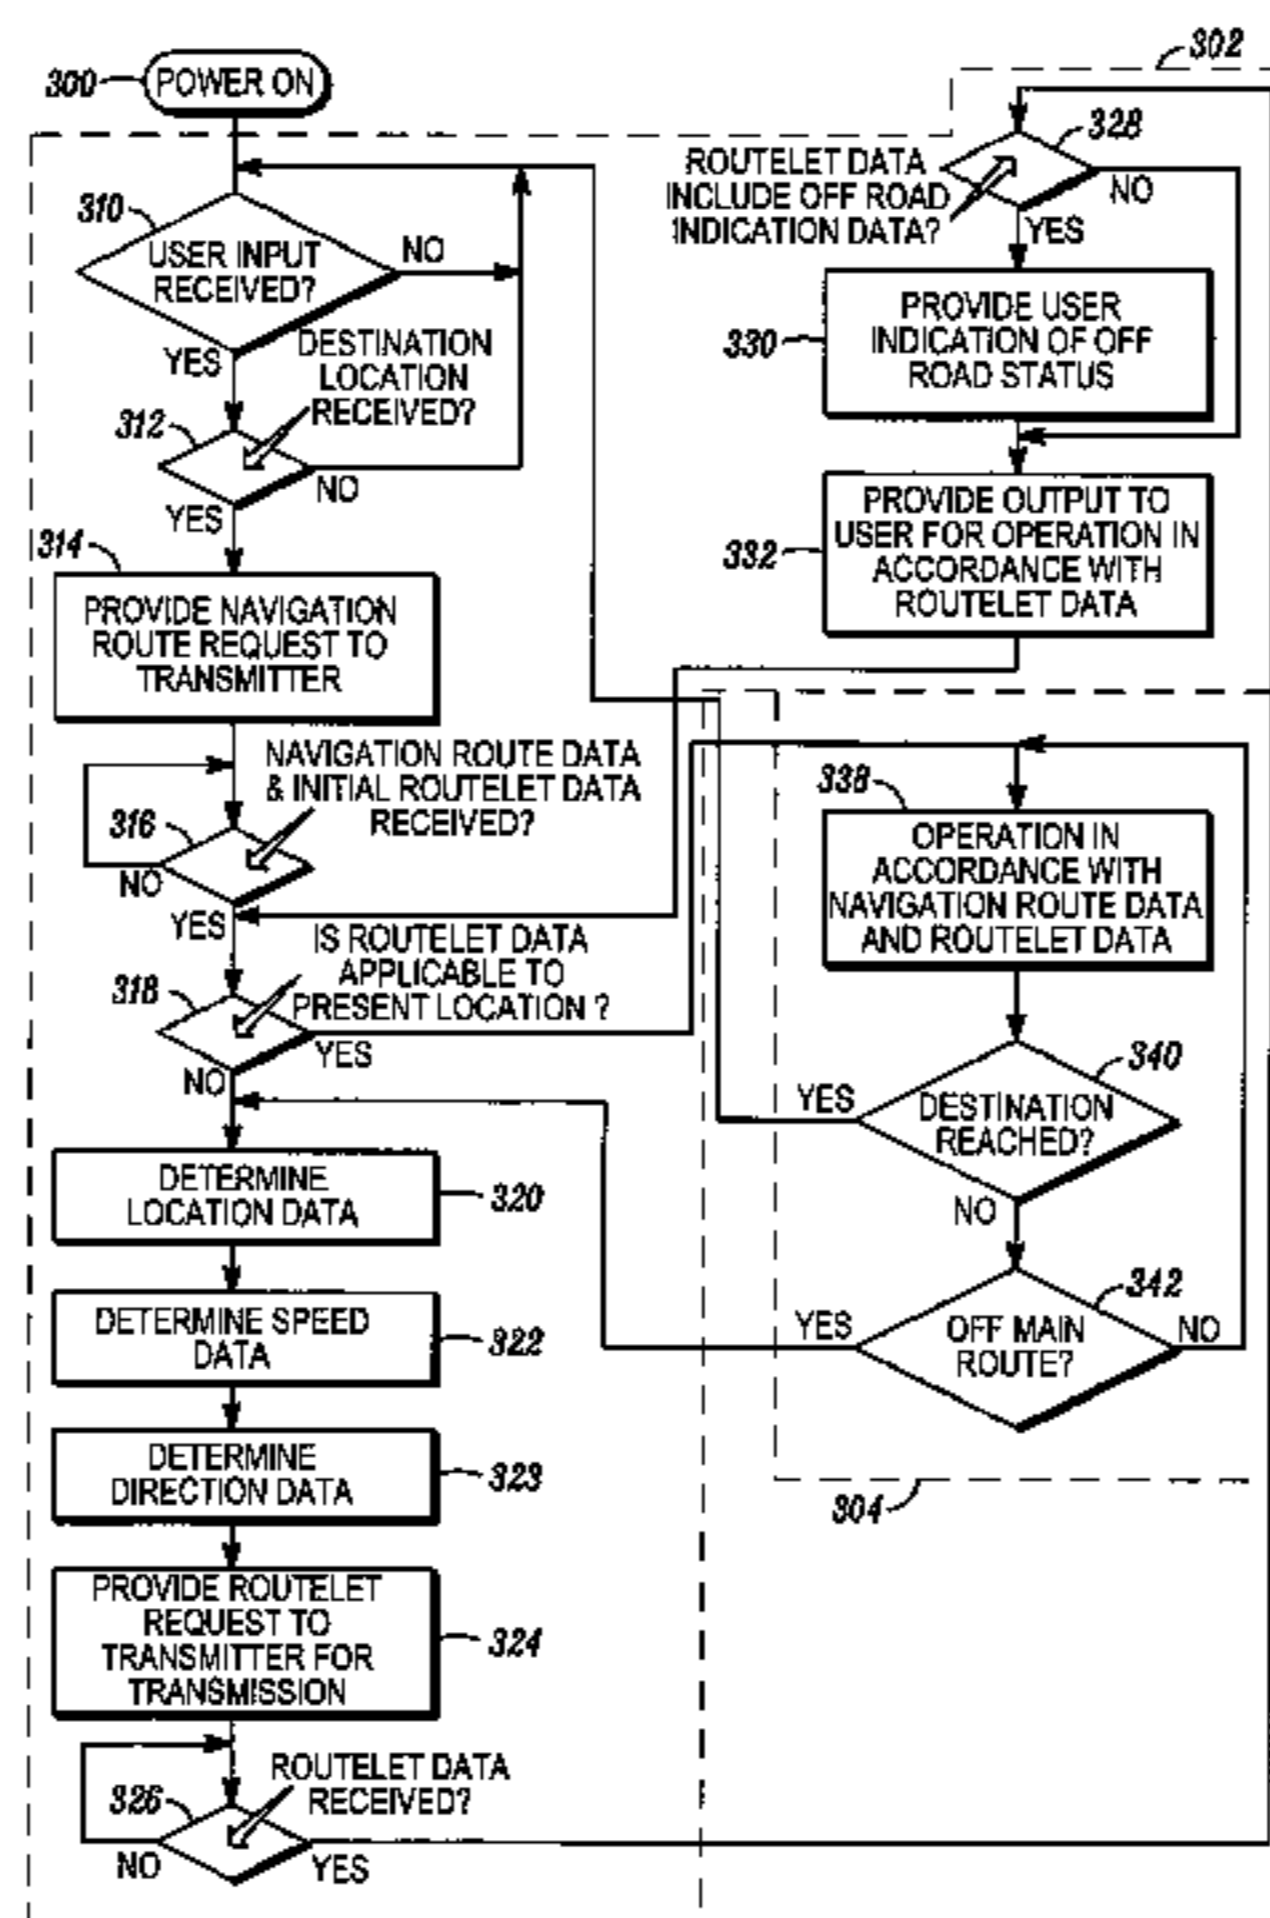 300
POWER ON
310
USER INPUT
RECEIVED?
NO
YES
DESTINATION
LOCATION
RECEIVED?
312
NO
YES
314
PROVIDE NAVIGATION
ROUTE REQUEST TO
TRANSMITTER
NAVIGATION ROUTE DATA
& INITIAL ROUTELET DATA
RECEIVED?
316
NO
YES
IS ROUTELET DATA
APPLICABLE TO
PRESENT LOCATION ?
318
YES
NO
DETERMINE
LOCATION DATA
320
DETERMINE SPEED
DATA
322
DETERMINE
DIRECTION DATA
323
PROVIDE ROUTELET
REQUEST TO
TRANSMITTER FOR
TRANSMISSION
324
ROUTELET DATA
RECEIVED?
326
NO
YES
302
328
ROUTELET DATA
INCLUDE OFF ROAD
INDICATION DATA?
NO
YES
330
PROVIDE USER
INDICATION OF OFF
ROAD STATUS
332
PROVIDE OUTPUT TO
USER FOR OPERATION IN
ACCORDANCE WITH
ROUTELET DATA
338
OPERATION IN
ACCORDANCE WITH
NAVIGATION ROUTE DATA
AND ROUTELET DATA
340
YES
DESTINATION
REACHED?
NO
342
YES
OFF MAIN
ROUTE?
NO
304